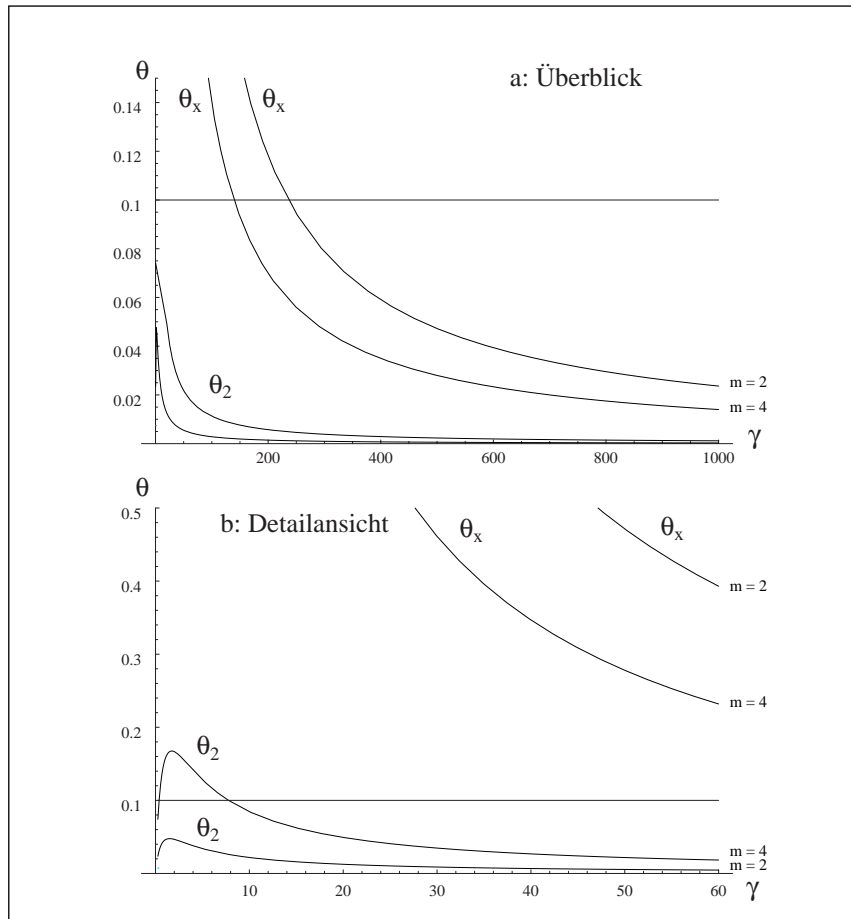 a: Überblick
θ
0.14
0.12
0.1
0.08
0.06
0.04
0.02
θx
θx
θ2
m = 2
m = 4
200
400
600
800
1000
γ
b: Detailansicht
θ
0.5
0.4
0.3
0.2
0.1
θx
θx
m = 2
m = 4
θ2
θ2
m = 4
m = 2
10
20
30
40
50
60
γ